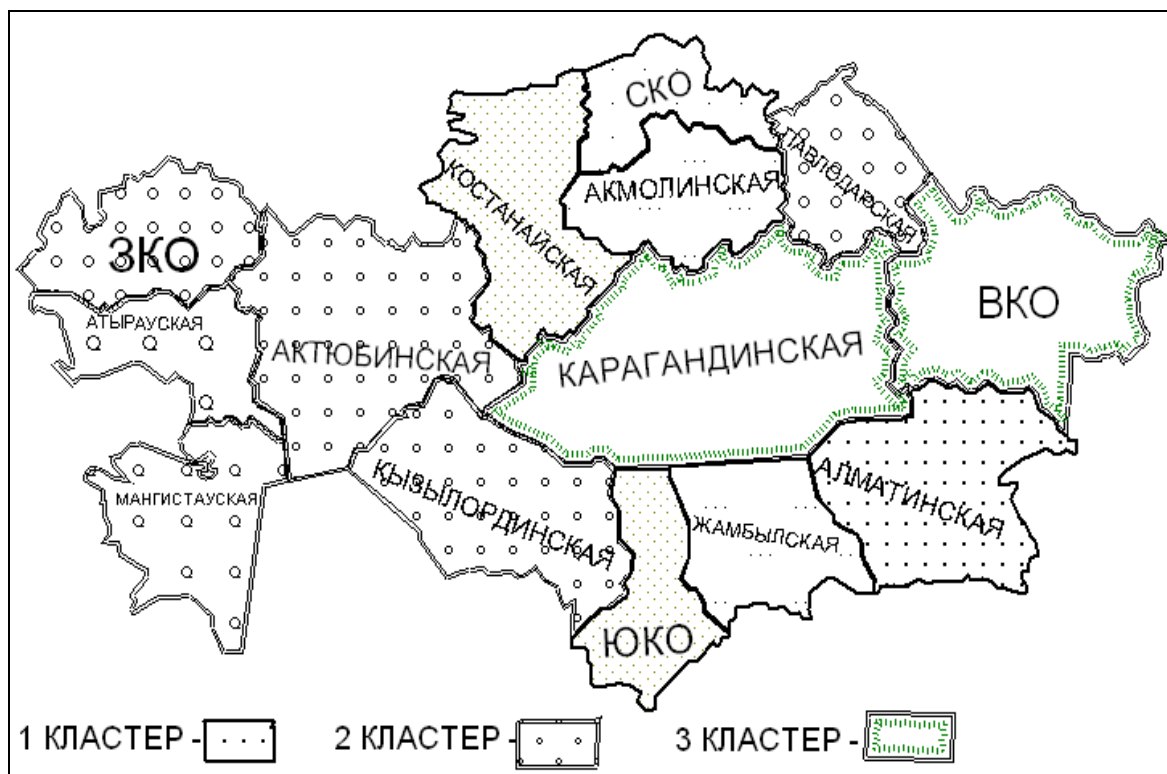 СКО
КОСТАНАЙСКАЯ
АКМОЛИНСКАЯ
ПАВЛОДАРСКАЯ
ЗКО
АТЫРАУСКАЯ
АКТЮБИНСКАЯ
КАРАГАНДИНСКАЯ
ВКО
МАНГИСТАУСКАЯ
ҚЫЗЫЛОРДИНСКАЯ
ЖАМБЫЛСКАЯ
АЛМАТИНСКАЯ
ЮКО
1 КЛАСТЕР - 2 КЛАСТЕР - 3 КЛАСТЕР -